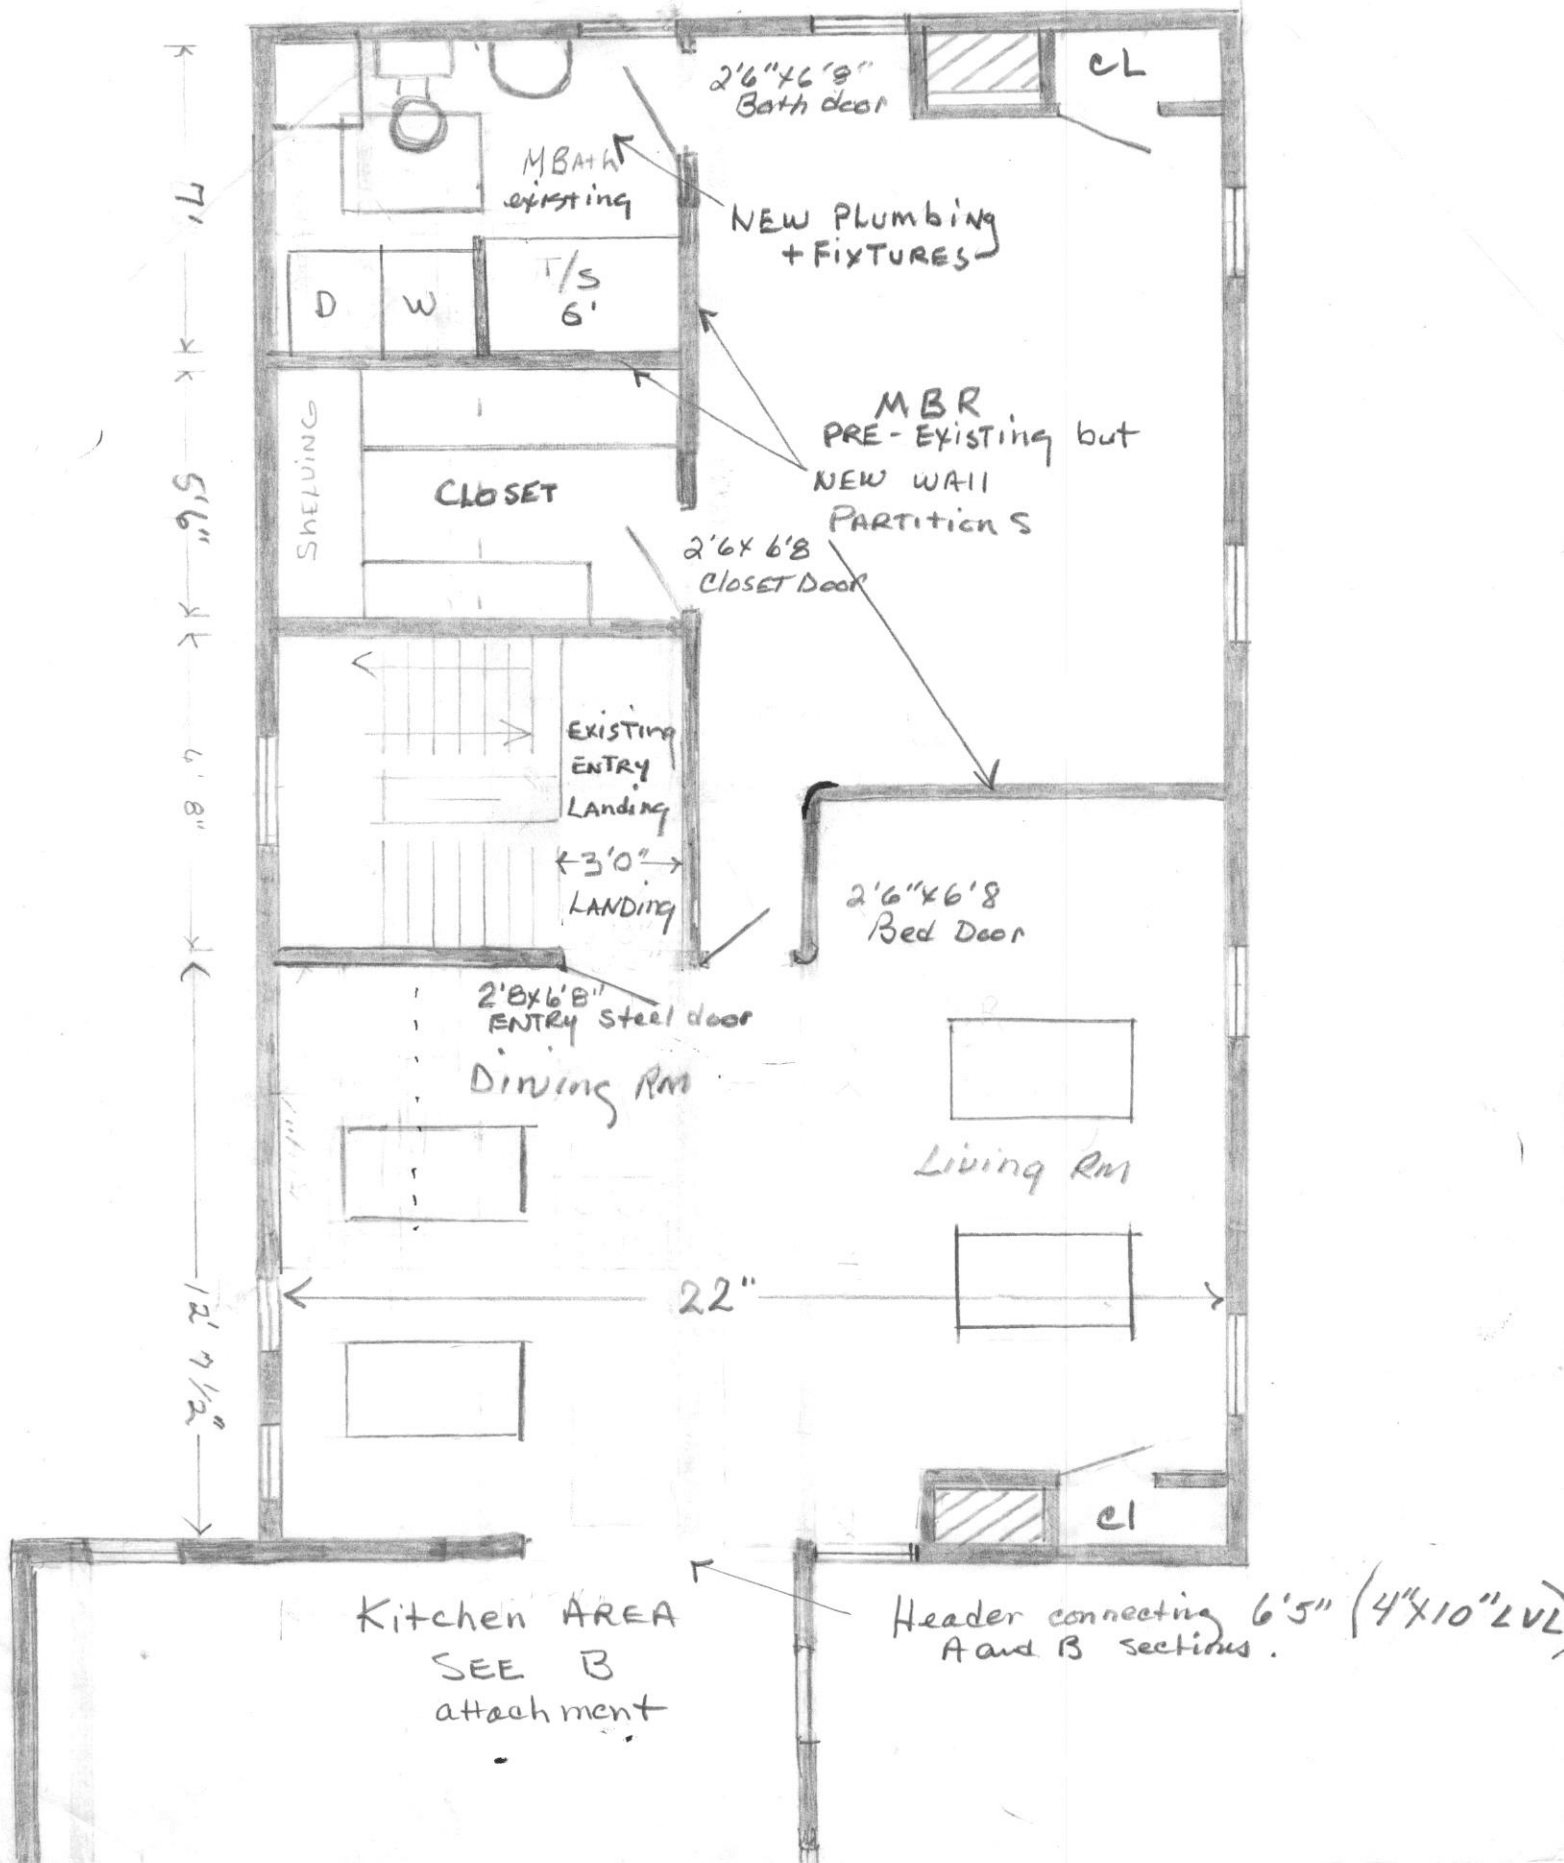 2'6"x6'8"
Bath door
CL
MBath
existing
NEW PLumbing
+ FixTURES
7'
D
W
T/S
6'
MBR
PRE-Existing but
NEW WAll
PARTitionS
SHELVING
CLOSET
5'6"
2'6x 6'8
CloSET Door
EXisTing
ENTRY
LAnding
3'0"
LANDing
6'8"
2'6"x6'8
Bed Door
2'8x6'8"
ENTRY Steel door
Dining RM
Living RM
22"
12' 7 1/2"
Cl
Kitchen AREA
SEE B
attachment
Header connecting 6'5" (4"x10" LVL)
A and B sections.